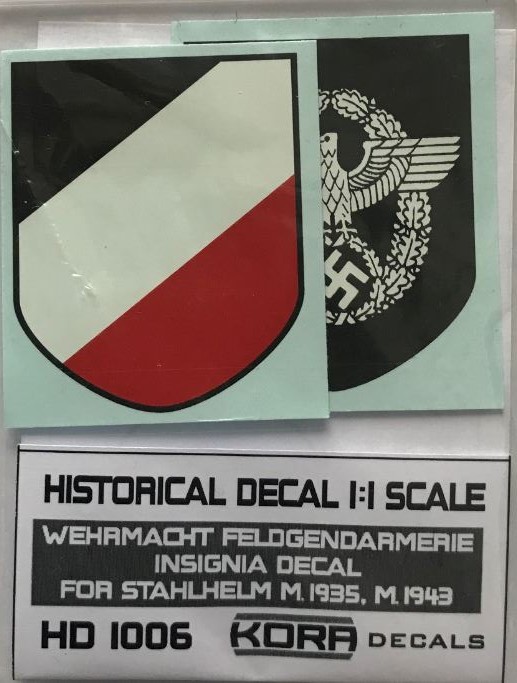 HISTORICAL DECAL 1:1 SCALE
WEHRMACHT FELDGENDARMERIE
INSIGNIA DECAL
FOR STAHLHELM M.1935, M.1943
HD 1006 KORA DECALS